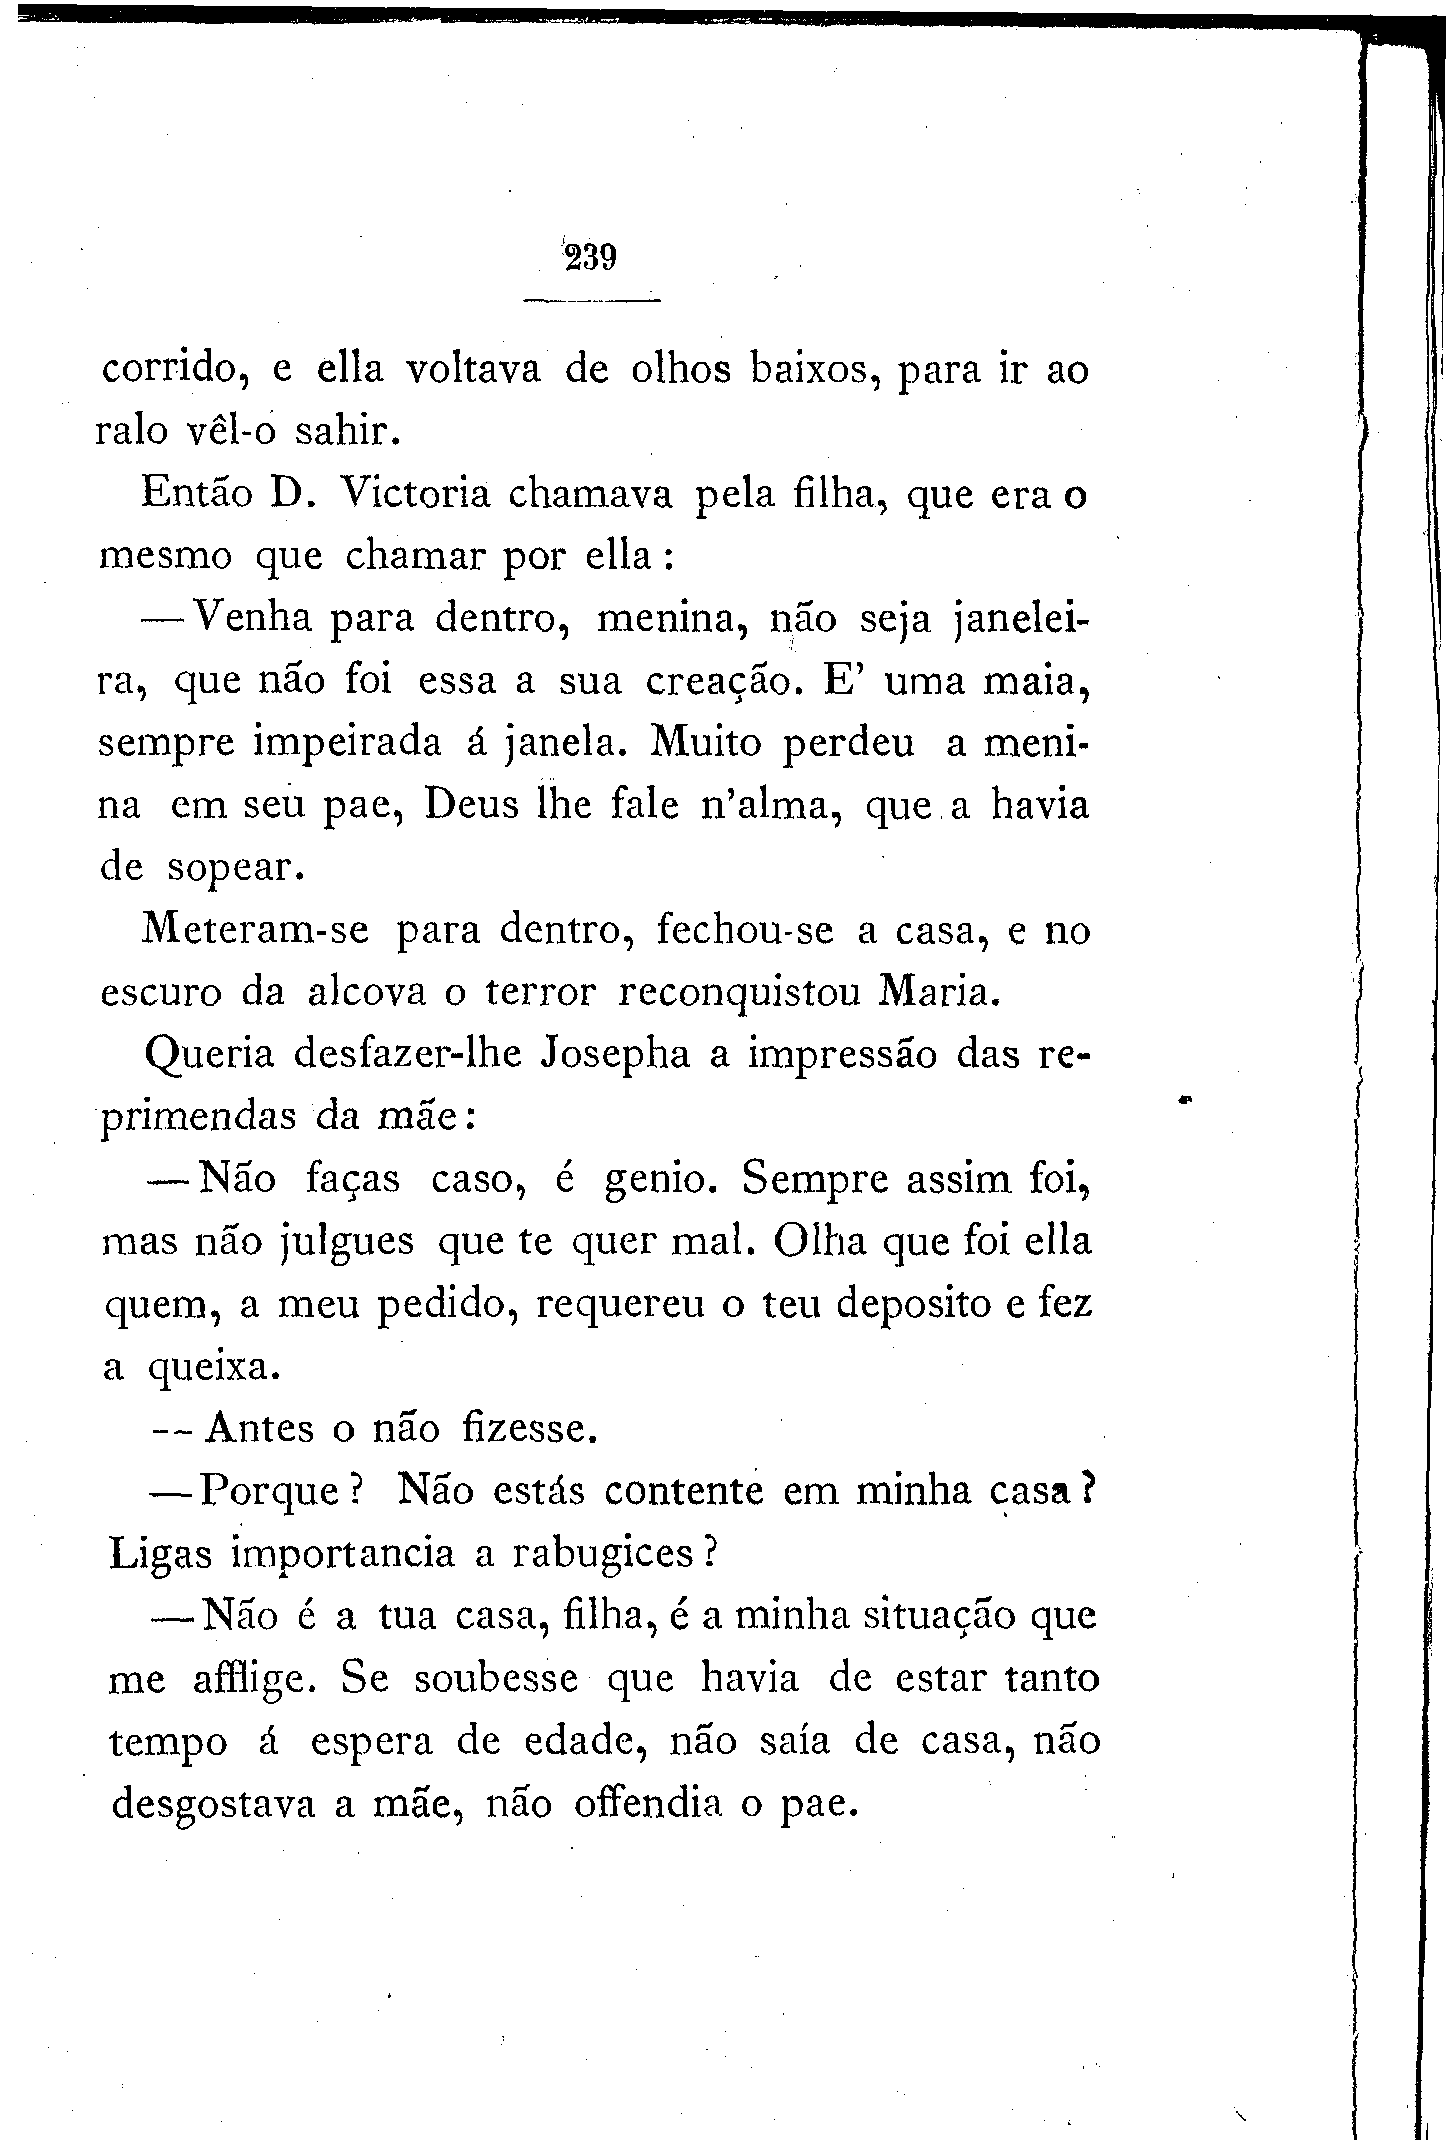 239
corrido, e ella voltava de olhos baixos, para ir ao
ralo vêl-o sahir.
Então D. Victoria chamava pela filha, que era o
mesmo que chamar por ella :
— Venha para dentro, menina, não seja janelei-
ra, que não foi essa a sua creação. E' uma maia,
sempre impeirada á janela. Muito perdeu a meni-
na em seu pae, Deus lhe fale n'alma, que a havia
de sopear.
Meteram-se para dentro, fechou-se a casa, e no
escuro da alcova o terror reconquistou Maria.
Queria desfazer-lhe Josepha a impressão das re-
primendas da mãe:
— Não faças caso, é genio. Sempre assim foi,
mas não julgues que te quer mal. Olha que foi ella
quem, a meu pedido, requereu o teu deposito e fez
a queixa.
-- Antes o não fizesse.
— Porque ? Não estás contente em minha casa ?
Ligas importancia a rabugices ?
— Não é a tua casa, filha, é a minha situação que
me afflige. Se soubesse que havia de estar tanto
tempo á espera de edade, não saía de casa, não
desgostava a mãe, não offendia o pae.